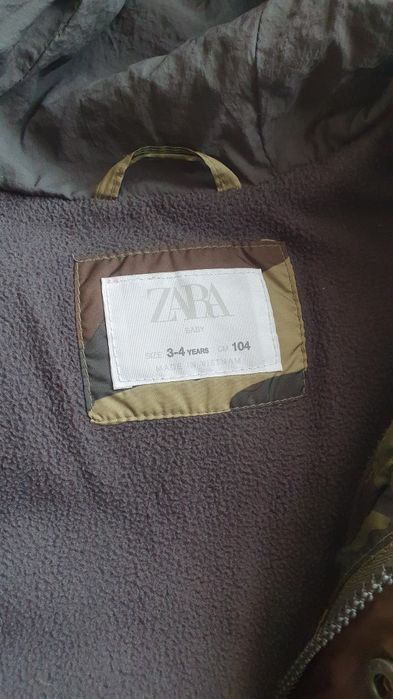 ZARA
BABY
SIZE 3-4 YEARS CM 104
MADE IN VIETNAM